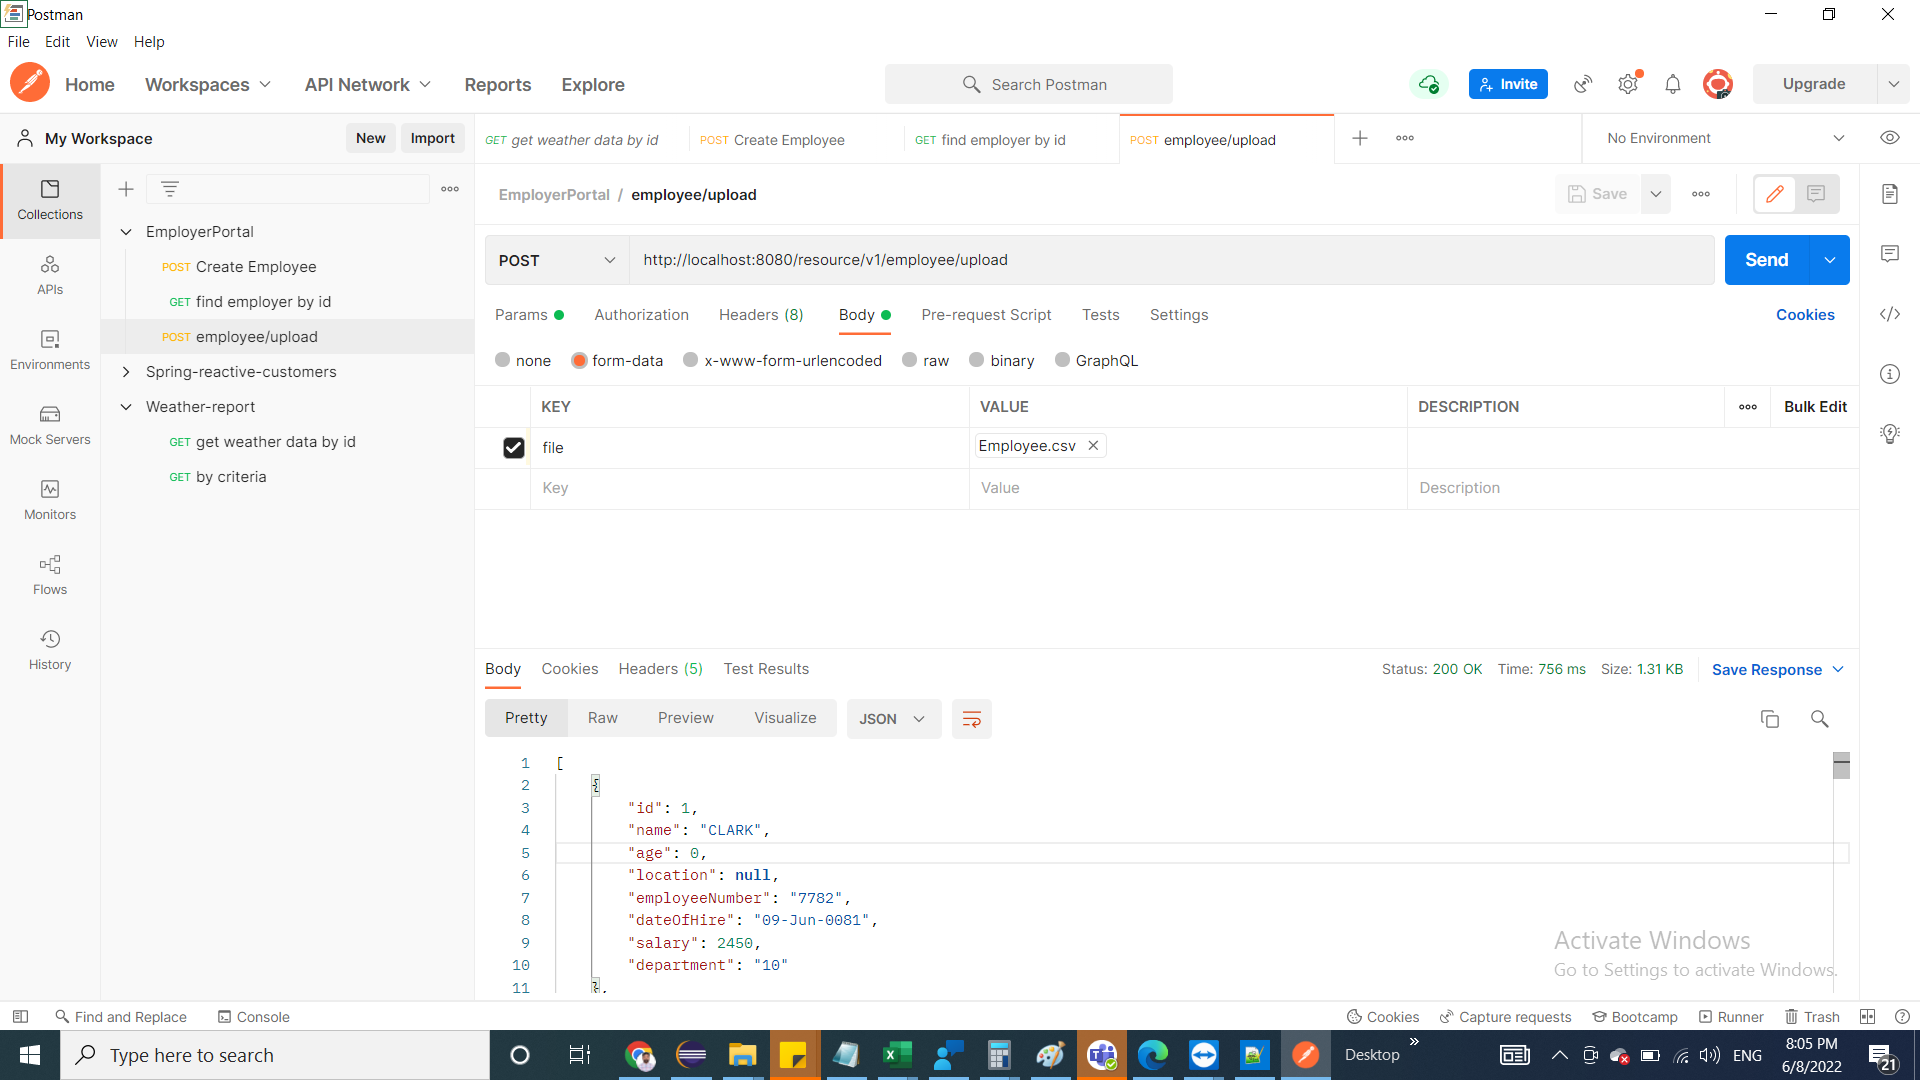 Postman
File Edit View Help
Home Workspaces API Network Reports Explore Search Postman Invite Upgrade
My Workspace New Import GET get weather data by id POST Create Employee GET find employer by id POST employee/upload No Environment
Collections
APIs
Environments
Mock Servers
Monitors
Flows
History
EmployerPortal
POST Create Employee
GET find employer by id
POST employee/upload
Spring-reactive-customers
Weather-report
GET get weather data by id
GET by criteria
EmployerPortal / employee/upload Save
POST http://localhost:8080/resource/v1/employee/upload Send
Params Authorization Headers (8) Body Pre-request Script Tests Settings Cookies
none form-data x-www-form-urlencoded raw binary GraphQL
KEY VALUE DESCRIPTION Bulk Edit
file Employee.csv
Key Value Description
Body Cookies Headers (5) Test Results Status: 200 OK Time: 756 ms Size: 1.31 KB Save Response
Pretty Raw Preview Visualize JSON
1 [
2 {
3 "id": 1,
4 "name": "CLARK",
5 "age": 0,
6 "location": null,
7 "employeeNumber": "7782",
8 "dateOfHire": "09-Jun-0081",
9 "salary": 2450,
10 "department": "10"
11 },
Activate Windows
Go to Settings to activate Windows.
Find and Replace Console Cookies Capture requests Bootcamp Runner Trash
Type here to search Desktop ENG 8:05 PM
6/8/2022 21